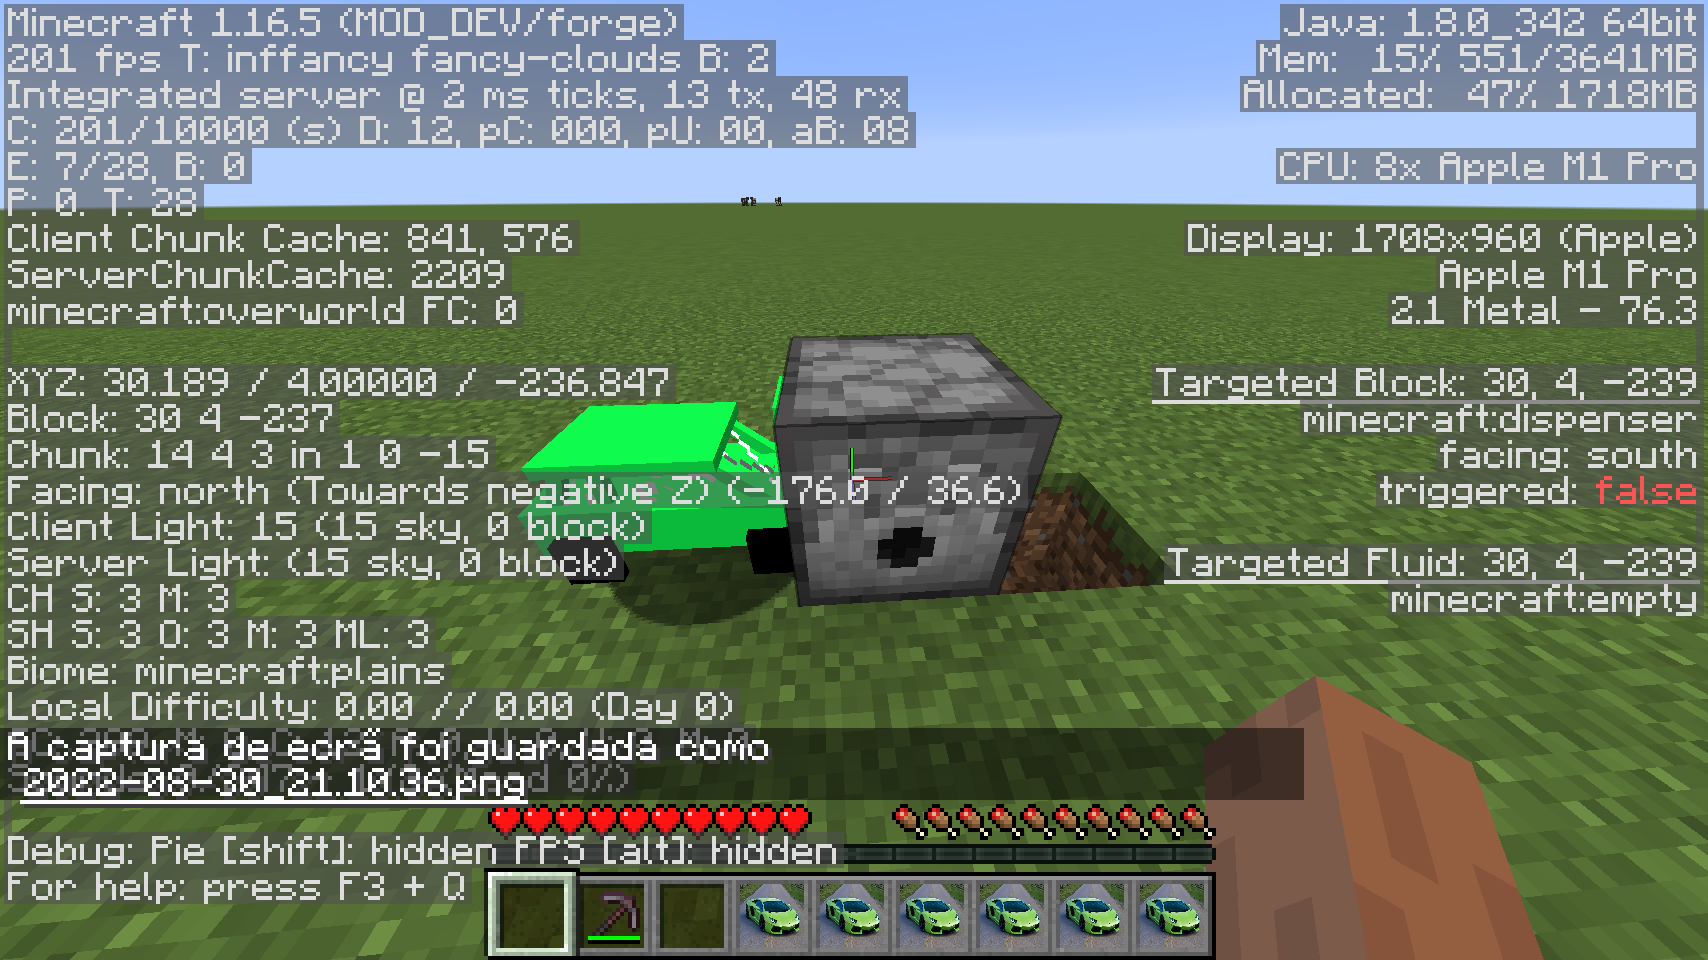 Minecraft 1.16.5 (MOD_DEV/forge)
201 fps T: inffancy fancy-clouds B: 2
Integrated server @ 2 ms ticks, 13 tx, 48 rx
C: 201/10000 (s) D: 12, pC: 000, pU: 00, aB: 08
E: 7/28, B: 0
P: 0. T: 28
Client Chunk Cache: 841, 576
ServerChunkCache: 2209
minecraft:overworld FC: 0
XYZ: 30.189 / 4.00000 / -236.847
Block: 30 4 -237
Chunk: 14 4 3 in 1 0 -15
Facing: north (Towards negative Z) (-176.0 / 36.6)
Client Light: 15 (15 sky, 0 block)
Server Light: (15 sky, 0 block)
CH S: 3 M: 3
SH S: 3 O: 3 M: 3 ML: 3
Biome: minecraft:plains
Local Difficulty: 0.00 // 0.00 (Day 0)
A captura de ecrã foi guardada como
2022-08-30_21.10.36.png
Debug: Pie [shift]: hidden FPS [alt]: hidden
For help: press F3 + Q
Java: 1.8.0_342 64bit
Mem: 15% 551/3641MB
Allocated: 47% 1718MB
CPU: 8x Apple M1 Pro
Display: 1708x960 (Apple)
Apple M1 Pro
2.1 Metal - 76.3
Targeted Block: 30, 4, -239
minecraft:dispenser
facing: south
triggered: false
Targeted Fluid: 30, 4, -239
minecraft:empty